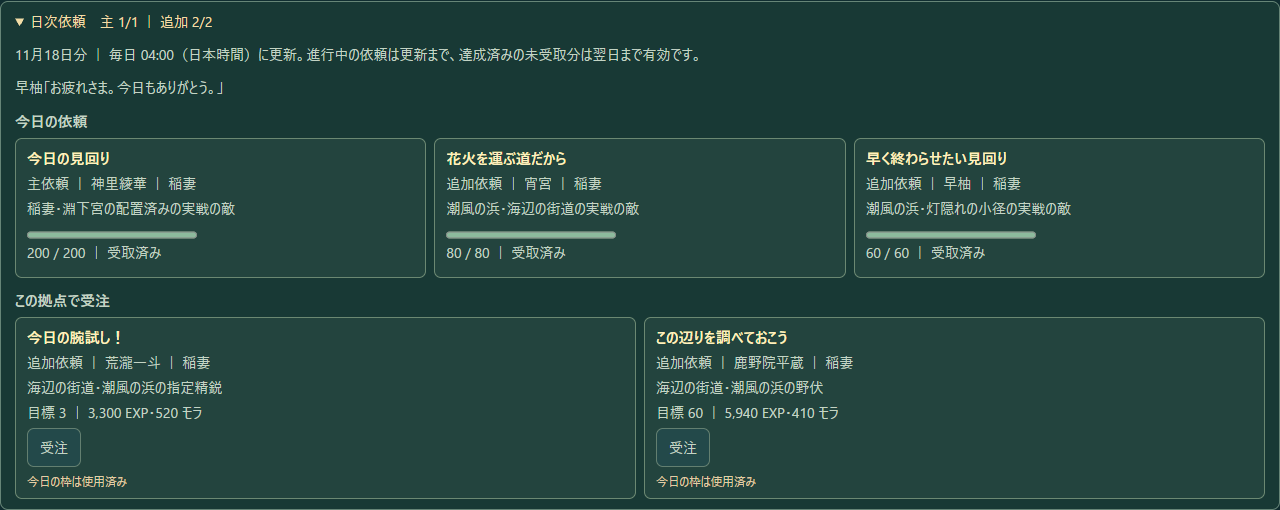 ▼ 日次依頼　主 1/1 ｜ 追加 2/2
11月18日分 ｜ 毎日 04:00（日本時間）に更新。進行中の依頼は更新まで、達成済みの未受取分は翌日まで有効です。
早柚「お疲れさま。今日もありがとう。」
今日の依頼
今日の見回り
主依頼 ｜ 神里綾華 ｜ 稲妻
稲妻・淵下宮の配置済みの実戦の敵
200 / 200 ｜ 受取済み
花火を運ぶ道だから
追加依頼 ｜ 宵宮 ｜ 稲妻
潮風の浜・海辺の街道の実戦の敵
80 / 80 ｜ 受取済み
早く終わらせたい見回り
追加依頼 ｜ 早柚 ｜ 稲妻
潮風の浜・灯隠れの小径の実戦の敵
60 / 60 ｜ 受取済み
この拠点で受注
今日の腕試し！
追加依頼 ｜ 荒瀧一斗 ｜ 稲妻
海辺の街道・潮風の浜の指定精鋭
目標 3 ｜ 3,300 EXP・520 モラ
受注
今日の枠は使用済み
この辺りを調べておこう
追加依頼 ｜ 鹿野院平蔵 ｜ 稲妻
海辺の街道・潮風の浜の野伏
目標 60 ｜ 5,940 EXP・410 モラ
受注
今日の枠は使用済み